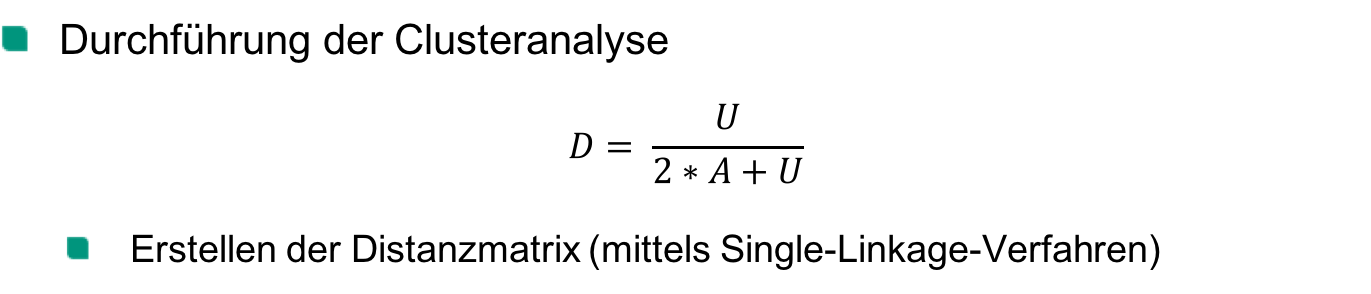 Durchführung der Clusteranalyse
D = U / (2 * A + U)
Erstellen der Distanzmatrix (mittels Single-Linkage-Verfahren)